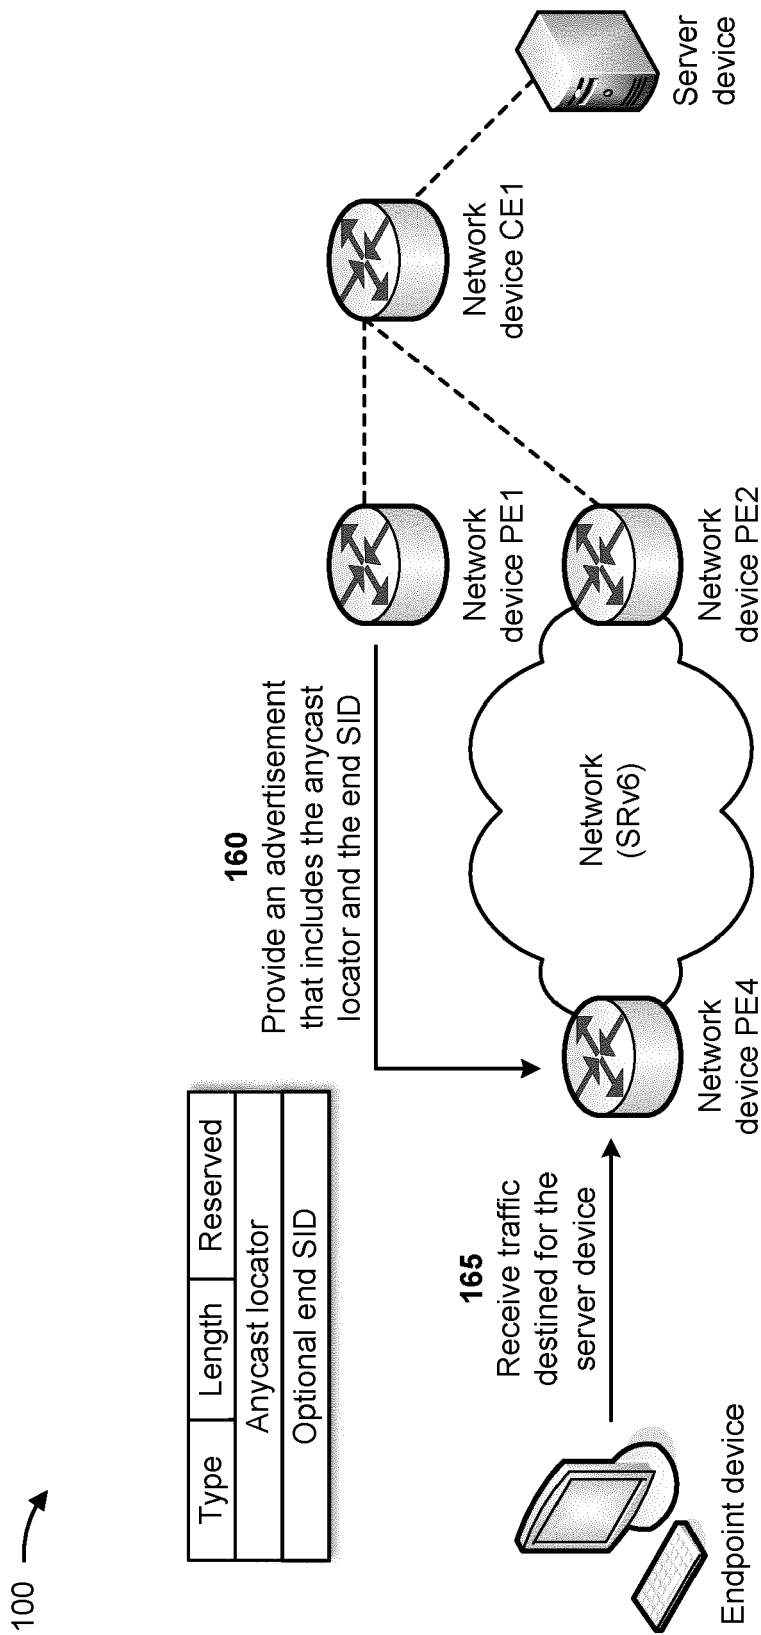 100
Type
Length
Reserved
Anycast locator
Optional end SID
160
Provide an advertisement
that includes the anycast
locator and the end SID
165
Receive traffic
destined for the
server device
Endpoint device
Network
device PE4
Network
(SRv6)
Network
device PE1
Network
device PE2
Network
device CE1
Server
device